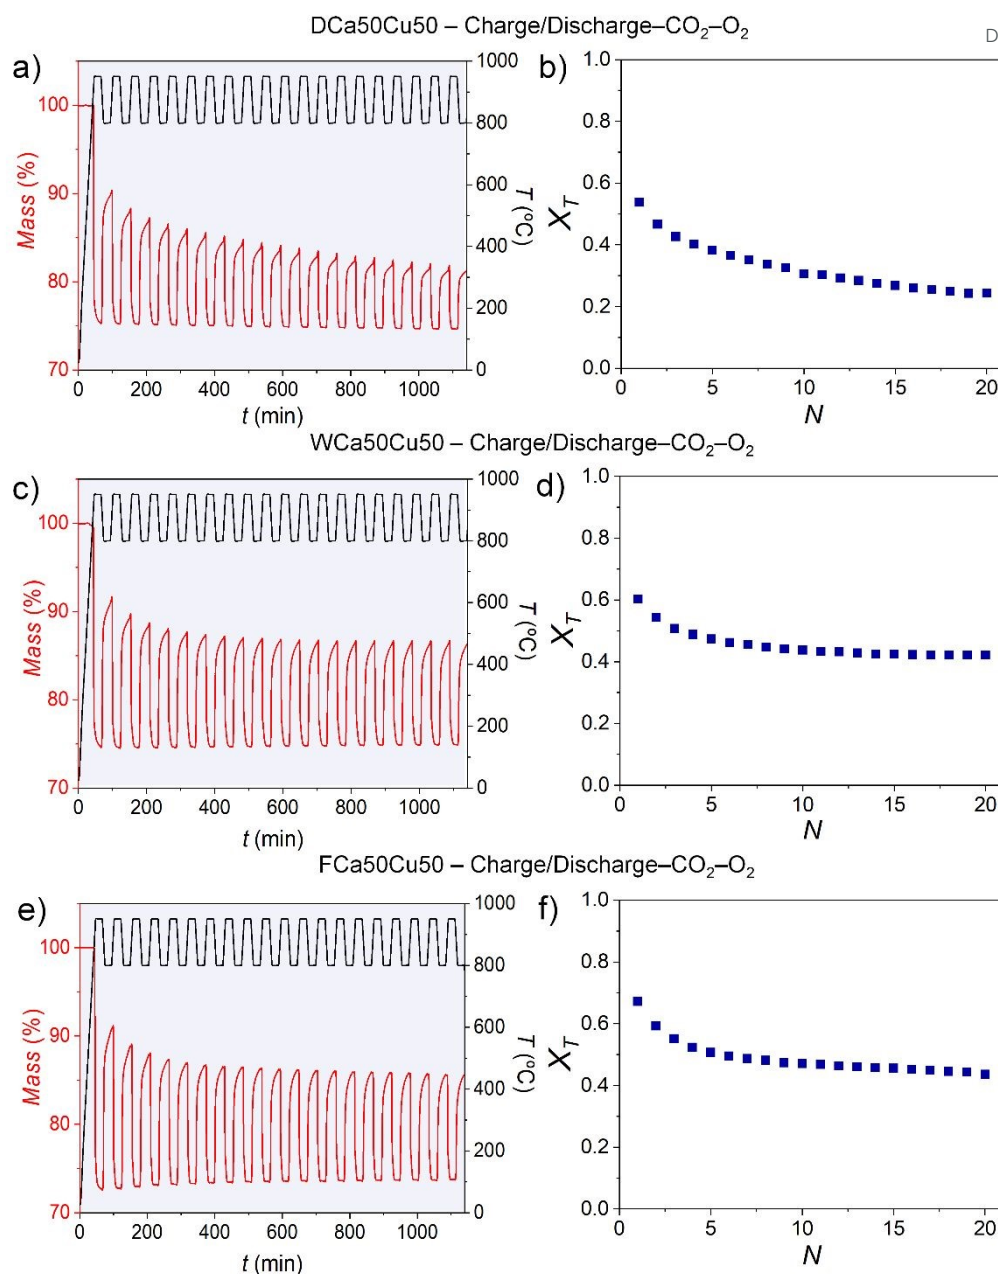 DCa50Cu50 – Charge/Discharge–CO₂–O₂
D
a)
Mass (%)
100
90
80
70
0 200 400 600 800 1000
t (min)
1000
800
600
400
200
0
T (ºC)
b)
X_T
1.0
0.8
0.6
0.4
0.2
0.0
0 5 10 15 20
N
WCa50Cu50 – Charge/Discharge–CO₂–O₂
c)
Mass (%)
100
90
80
70
0 200 400 600 800 1000
t (min)
1000
800
600
400
200
0
T (ºC)
d)
X_T
1.0
0.8
0.6
0.4
0.2
0.0
0 5 10 15 20
N
FCa50Cu50 – Charge/Discharge–CO₂–O₂
e)
Mass (%)
100
90
80
70
0 200 400 600 800 1000
t (min)
1000
800
600
400
200
0
T (ºC)
f)
X_T
1.0
0.8
0.6
0.4
0.2
0.0
0 5 10 15 20
N